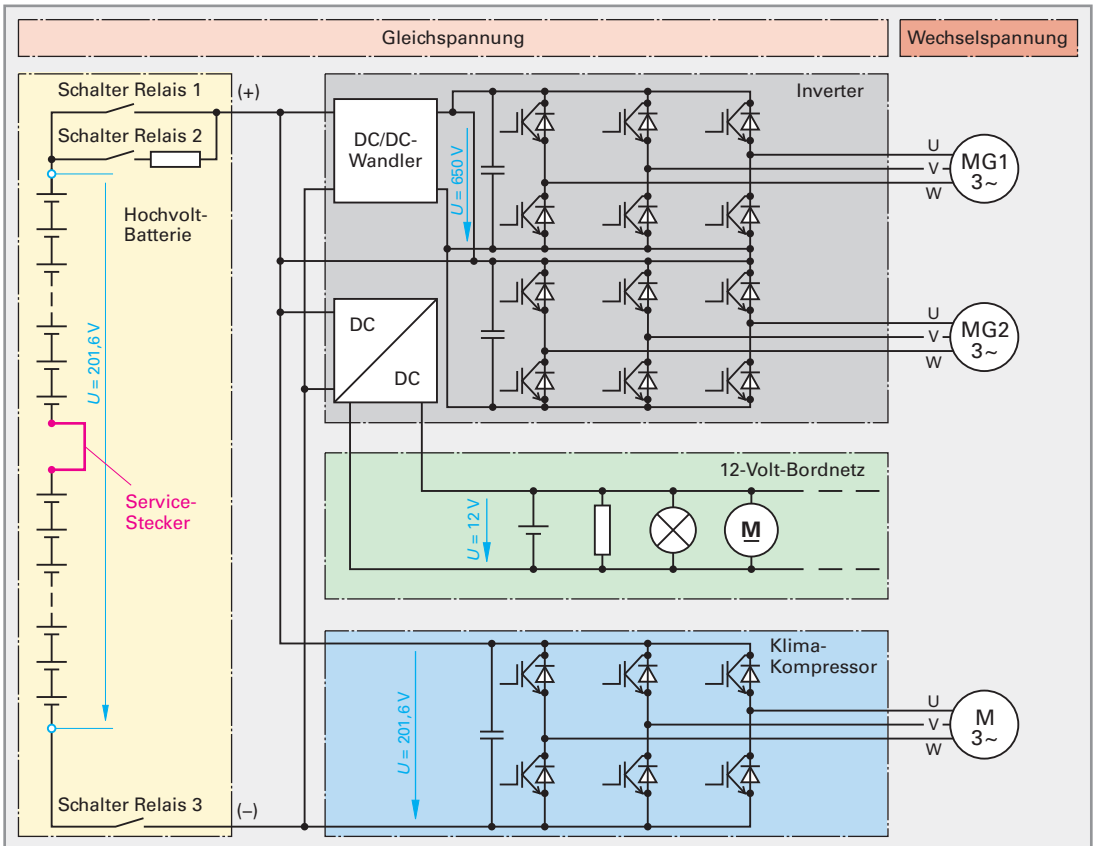 Gleichspannung
Wechselspannung
Schalter Relais 1
(+)
Schalter Relais 2
Hochvolt-
Batterie
U = 201,6 V
Service-
Stecker
Schalter Relais 3
(–)
Inverter
DC/DC-
Wandler
U = 650 V
DC
DC
U
V
W
MG1
3~
U
V
W
MG2
3~
12-Volt-Bordnetz
U = 12 V
M
Klima-
Kompressor
U = 201,6 V
U
V
W
M
3~